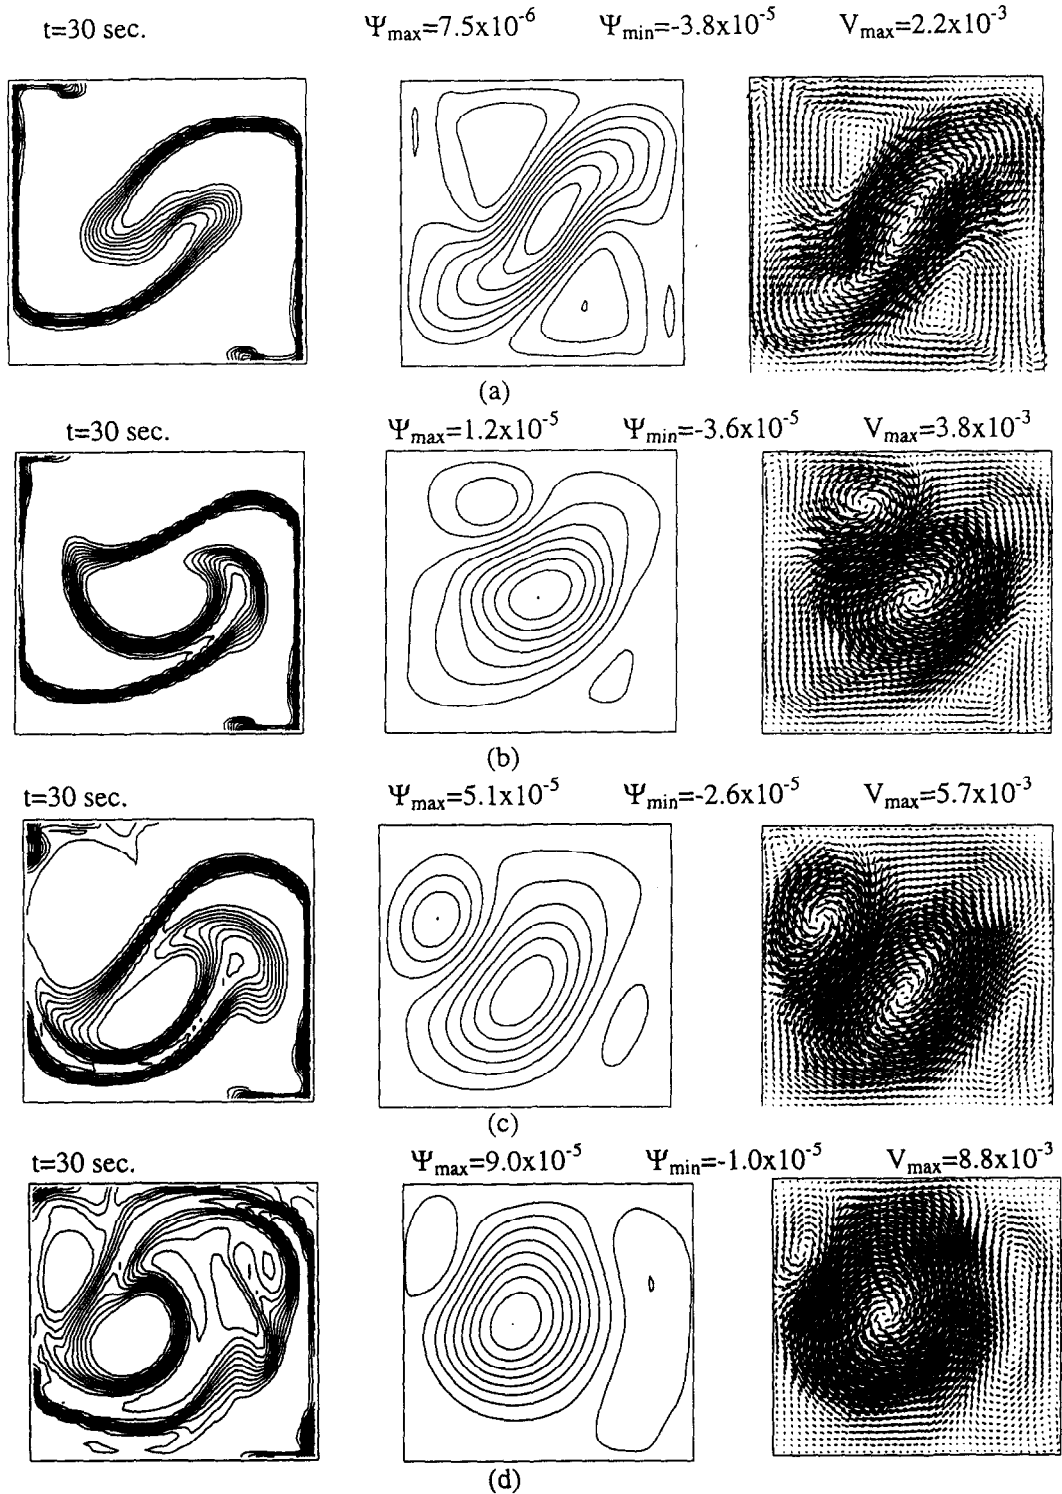 t=30 sec. Ψmax=7.5x10^-6 Ψmin=-3.8x10^-5 Vmax=2.2x10^-3
(a)
t=30 sec. Ψmax=1.2x10^-5 Ψmin=-3.6x10^-5 Vmax=3.8x10^-3
(b)
t=30 sec. Ψmax=5.1x10^-5 Ψmin=-2.6x10^-5 Vmax=5.7x10^-3
(c)
t=30 sec. Ψmax=9.0x10^-5 Ψmin=-1.0x10^-5 Vmax=8.8x10^-3
(d)